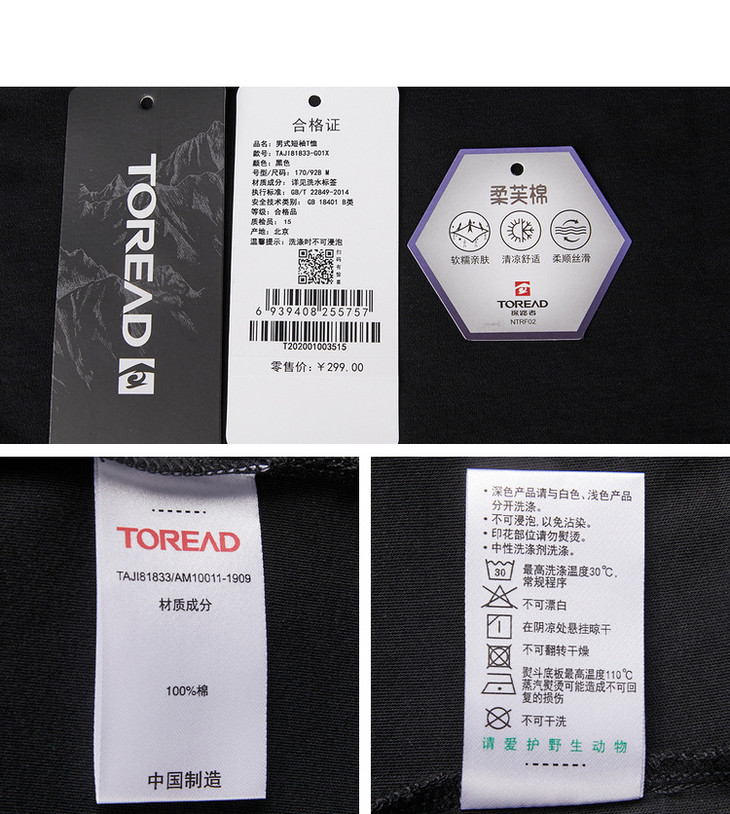 TOREAD
合格证
品名: 男式短袖T恤
款号: TAJI81833-G01X
颜色: 黑色
号型/尺码: 170/92B M
材质成分: 详见洗水标签
执行标准: GB/T 22849-2014
安全技术类别: GB 18401 B类
等级: 合格品
质检员: 15
产地: 北京
温馨提示: 洗涤时不可浸泡
扫码有惊喜
6 939408 255757
T202001003515
零售价: ¥299.00
柔芙棉
软糯亲肤 清凉舒适 柔顺丝滑
TOREAD
探路者
NTRF02
TOREAD
TAJI81833/AM10011-1909
材质成分
100%棉
中国制造
• 深色产品请与白色、浅色产品
分开洗涤.
• 不可浸泡,以免沾染.
• 印花部位请勿熨烫.
• 中性洗涤剂洗涤.
30
最高洗涤温度30℃,
常规程序
不可漂白
在阴凉处悬挂晾干
不可翻转干燥
熨斗底板最高温度110℃
蒸汽熨烫可能造成不可回
复的损伤
不可干洗
请爱护野生动物